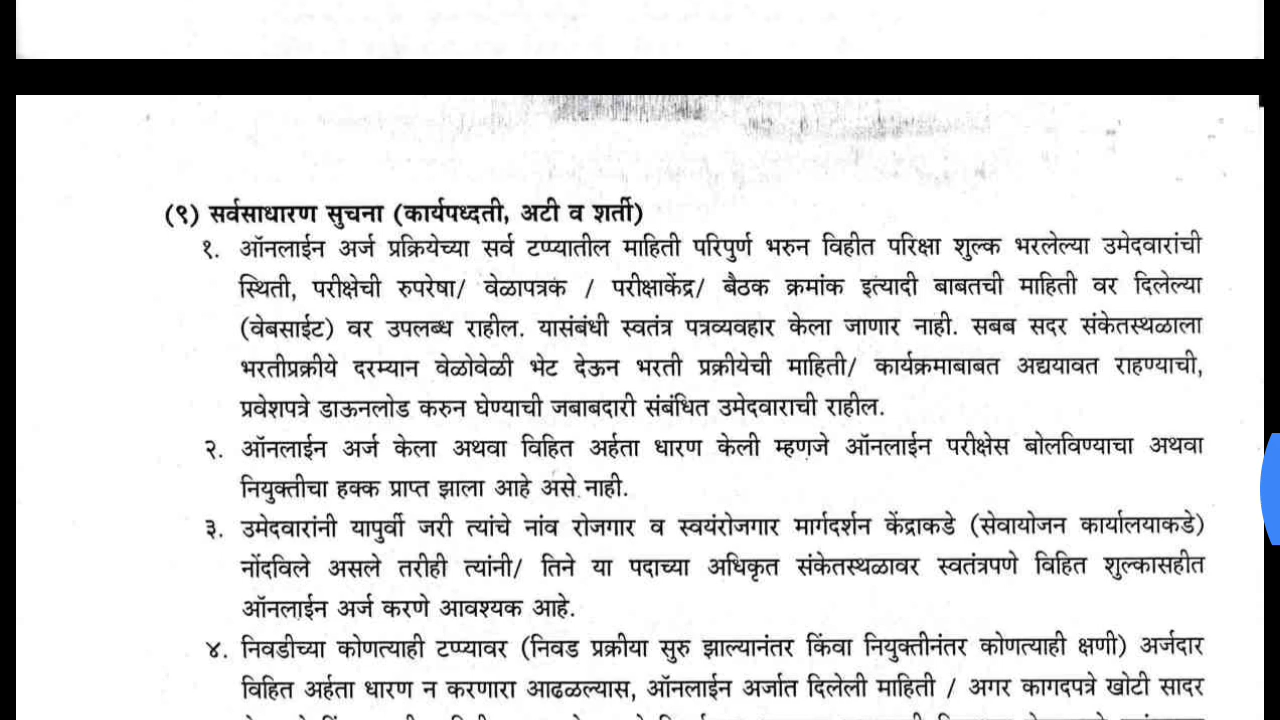 (९) सर्वसाधारण सुचना (कार्यपध्दती, अटी व शर्ती)
१. ऑनलाईन अर्ज प्रक्रियेच्या सर्व टप्प्यातील माहिती परिपुर्ण भरुन विहीत परिक्षा शुल्क भरलेल्या उमेदवारांची
स्थिती, परीक्षेची रुपरेषा/ वेळापत्रक / परीक्षाकेंद्र/ बैठक क्रमांक इत्यादी बाबतची माहिती वर दिलेल्या
(वेबसाईट) वर उपलब्ध राहील. यासंबंधी स्वतंत्र पत्रव्यवहार केला जाणार नाही. सबब सदर संकेतस्थळाला
भरतीप्रक्रीये दरम्यान वेळोवेळी भेट देऊन भरती प्रक्रीयेची माहिती/ कार्यक्रमाबाबत अद्ययावत राहण्याची,
प्रवेशपत्रे डाऊनलोड करुन घेण्याची जबाबदारी संबंधित उमेदवाराची राहील.
२. ऑनलाईन अर्ज केला अथवा विहित अर्हता धारण केली म्हणजे ऑनलाईन परीक्षेस बोलविण्याचा अथवा
नियुक्तीचा हक्क प्राप्त झाला आहे असे नाही.
३. उमेदवारांनी यापुर्वी जरी त्यांचे नांव रोजगार व स्वयंरोजगार मार्गदर्शन केंद्राकडे (सेवायोजन कार्यालयाकडे)
नोंदविले असले तरीही त्यांनी/ तिने या पदाच्या अधिकृत संकेतस्थळावर स्वतंत्रपणे विहित शुल्कासहीत
ऑनलाईन अर्ज करणे आवश्यक आहे.
४. निवडीच्या कोणत्याही टप्प्यावर (निवड प्रक्रीया सुरु झाल्यानंतर किंवा नियुक्तीनंतर कोणत्याही क्षणी) अर्जदार
विहित अर्हता धारण न करणारा आढळल्यास, ऑनलाईन अर्जात दिलेली माहिती / अगर कागदपत्रे खोटी सादर